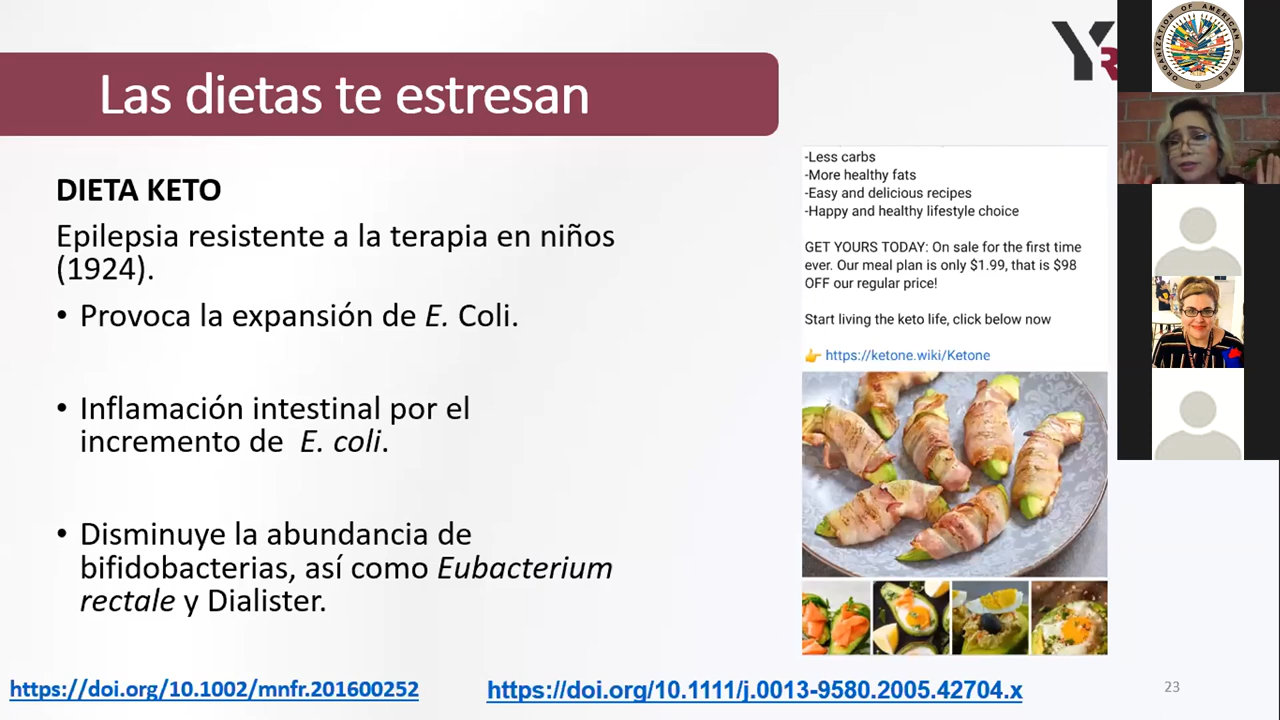 Las dietas te estresan
YR
ORGANIZATION OF AMERICAN STATES
DIETA KETO
Epilepsia resistente a la terapia en niños
(1924).
• Provoca la expansión de E. Coli.
• Inflamación intestinal por el
incremento de E. coli.
• Disminuye la abundancia de
bifidobacterias, así como Eubacterium
rectale y Dialister.
-Less carbs
-More healthy fats
-Easy and delicious recipes
-Happy and healthy lifestyle choice
GET YOURS TODAY: On sale for the first time
ever. Our meal plan is only $1.99, that is $98
OFF our regular price!
Start living the keto life, click below now
👉 https://ketone.wiki/Ketone
https://doi.org/10.1002/mnfr.201600252
https://doi.org/10.1111/j.0013-9580.2005.42704.x
23